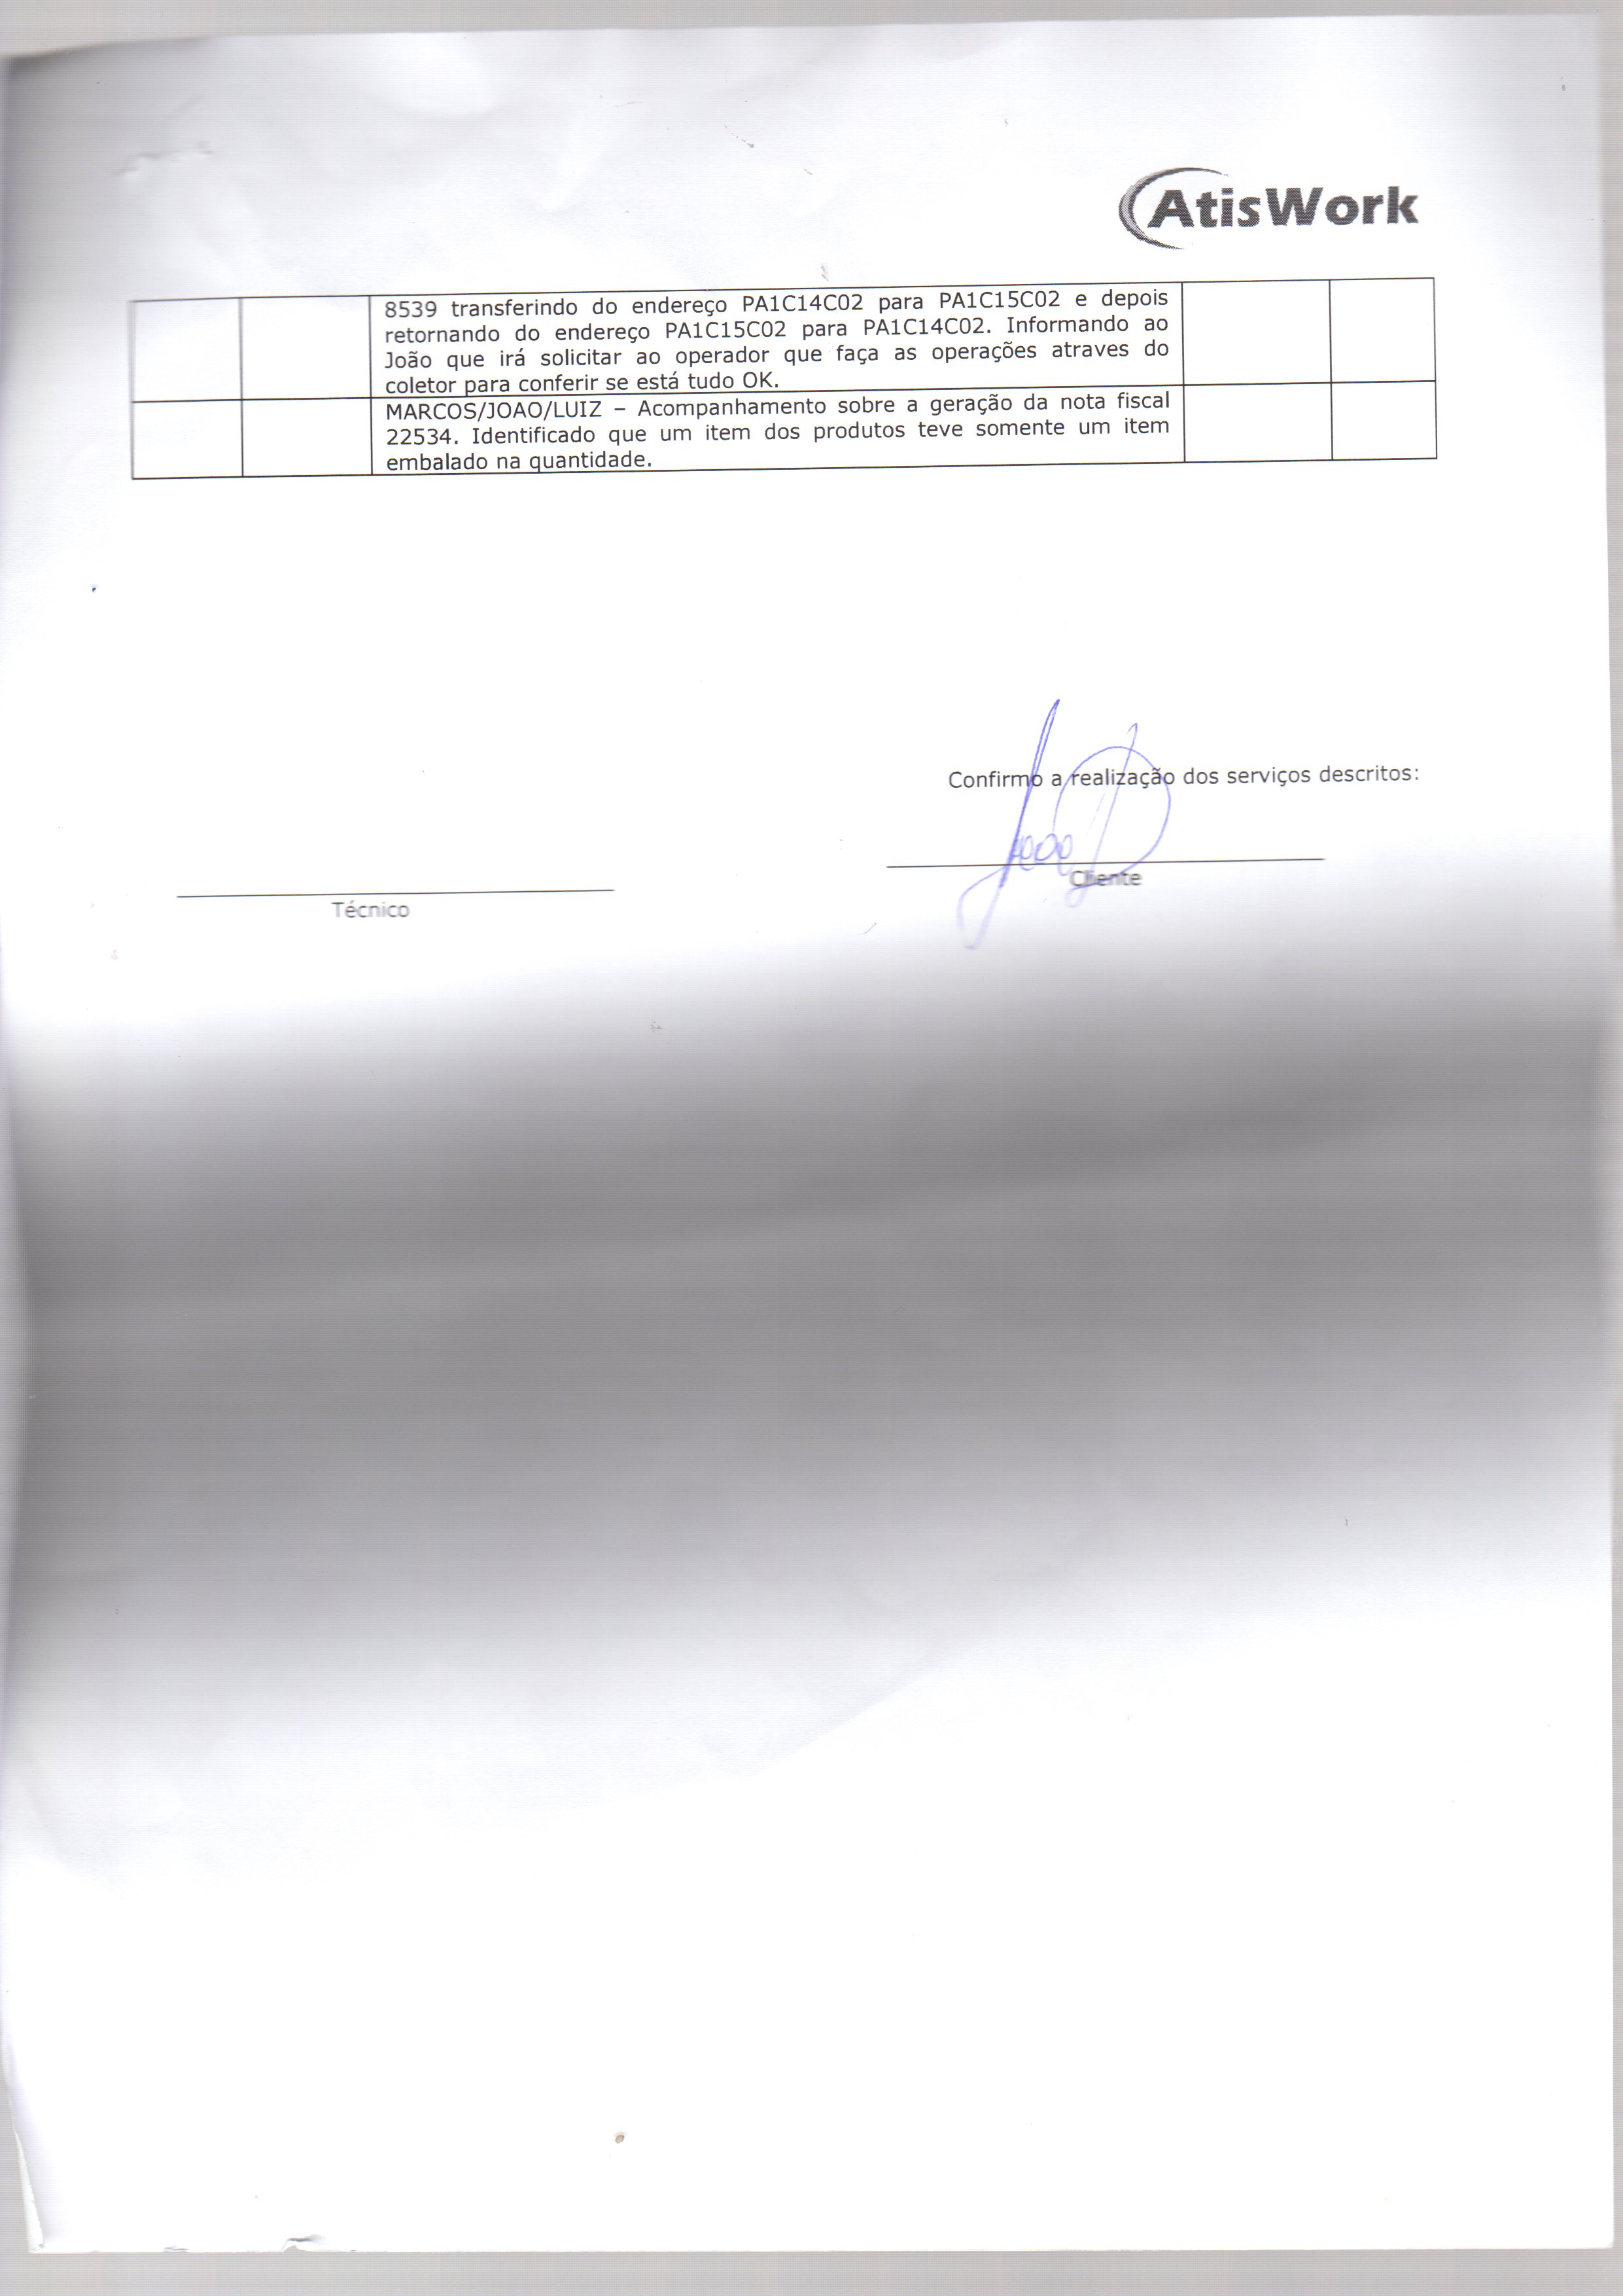 AtisWork
8539 transferindo do endereço PA1C14C02 para PA1C15C02 e depois
retornando do endereço PA1C15C02 para PA1C14C02. Informando ao
João que irá solicitar ao operador que faça as operações atraves do
coletor para conferir se está tudo OK.
MARCOS/JOAO/LUIZ – Acompanhamento sobre a geração da nota fiscal
22534. Identificado que um item dos produtos teve somente um item
embalado na quantidade.
Confirmo a realização dos serviços descritos:
Cliente
Técnico